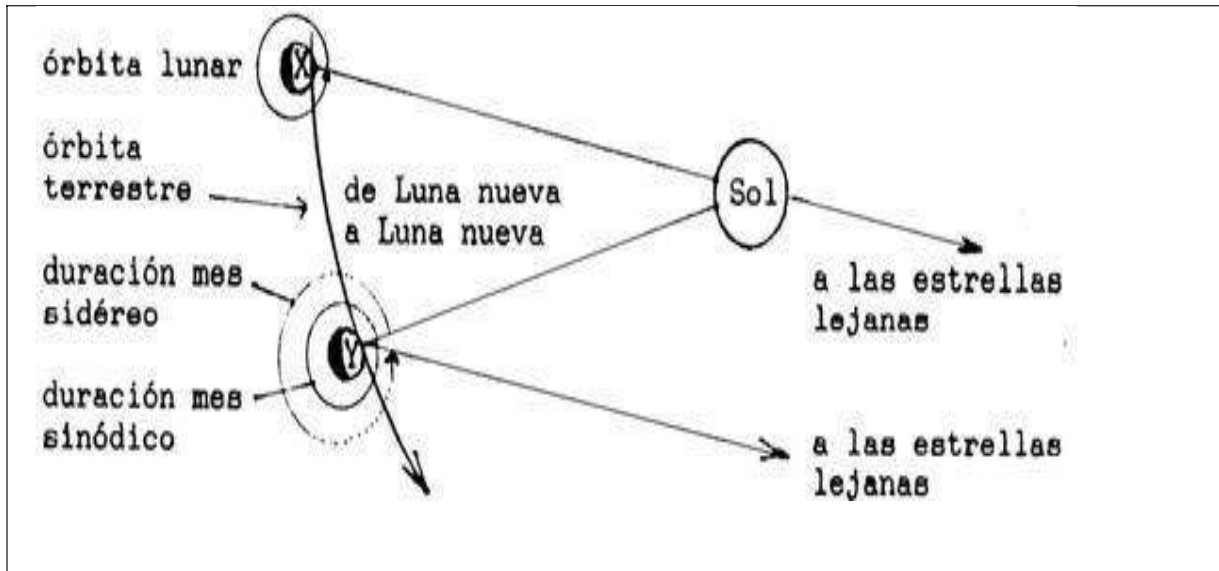 órbita lunar
X
órbita
terrestre
de Luna nueva
a Luna nueva
Sol
a las estrellas
lejanas
duración mes
sidéreo
Y
duración mes
sinódico
a las estrellas
lejanas